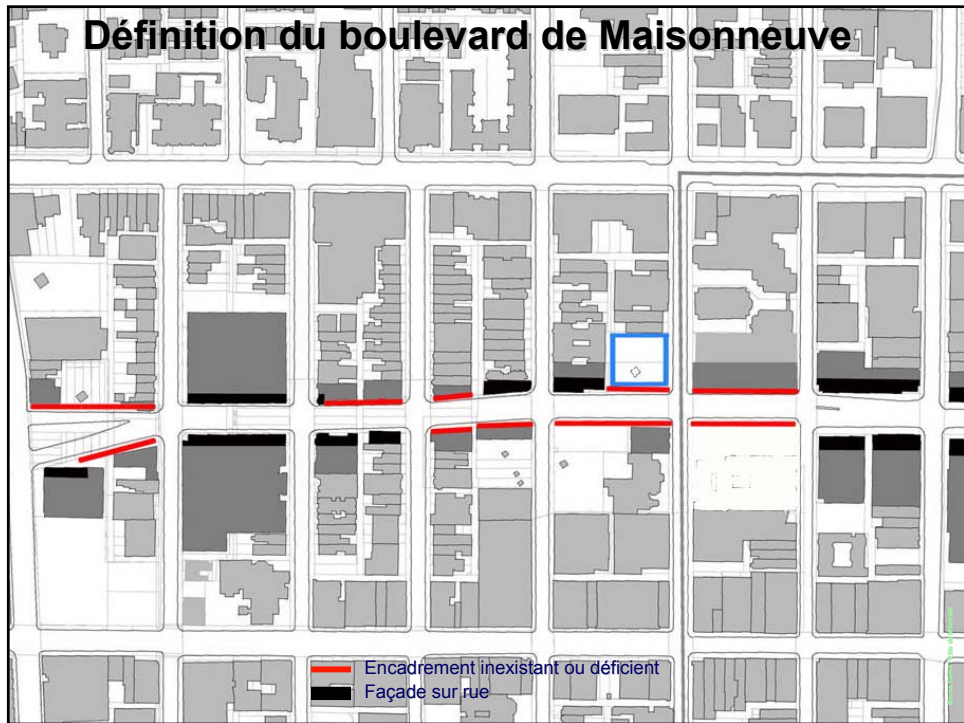 Définition du boulevard de Maisonneuve
Encadrement inexistant ou déficient
Façade sur rue